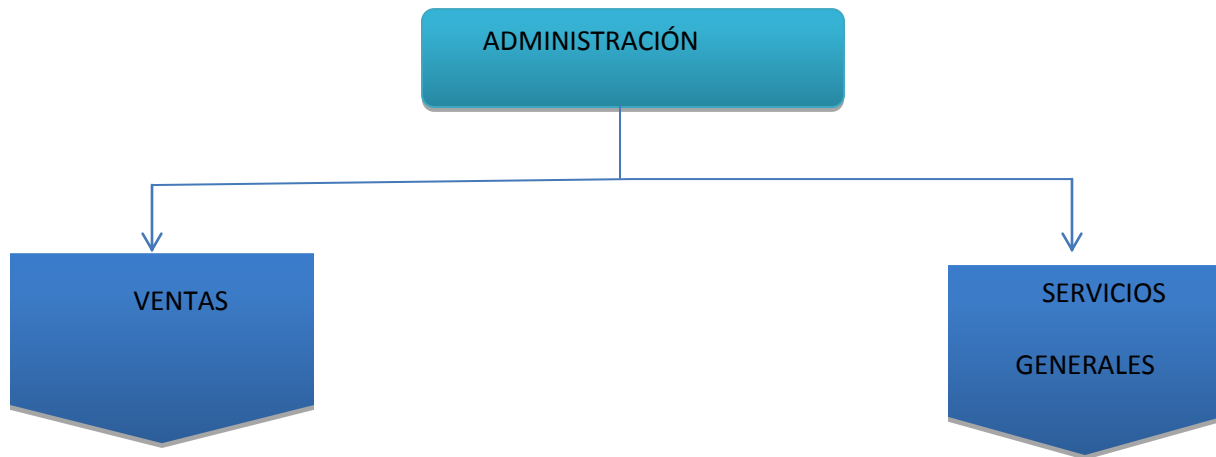 ADMINISTRACIÓN
VENTAS
SERVICIOS
GENERALES